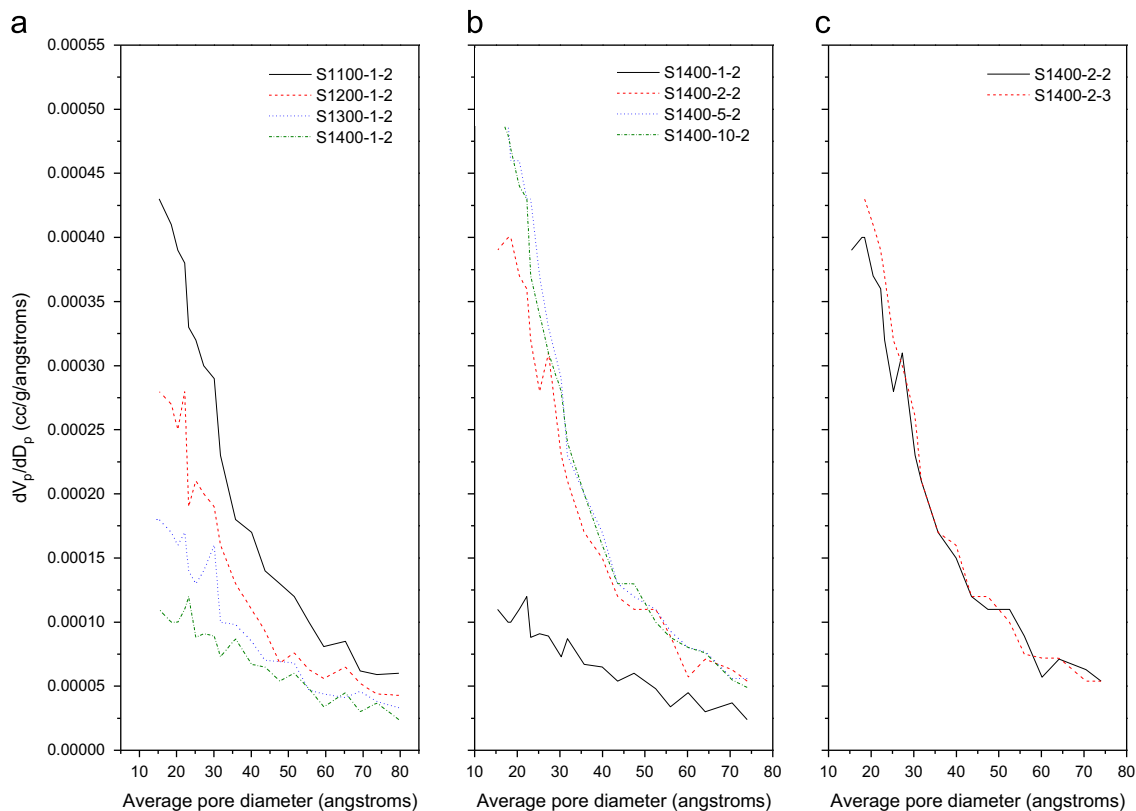 a
0.00055
0.00050
0.00045
0.00040
0.00035
0.00030
0.00025
0.00020
0.00015
0.00010
0.00005
0.00000
dVp/dDp (cc/g/angstroms)
S1100-1-2
S1200-1-2
S1300-1-2
S1400-1-2
10 20 30 40 50 60 70 80
Average pore diameter (angstroms)
b
S1400-1-2
S1400-2-2
S1400-5-2
S1400-10-2
10 20 30 40 50 60 70 80
Average pore diameter (angstroms)
c
S1400-2-2
S1400-2-3
10 20 30 40 50 60 70 80
Average pore diameter (angstroms)